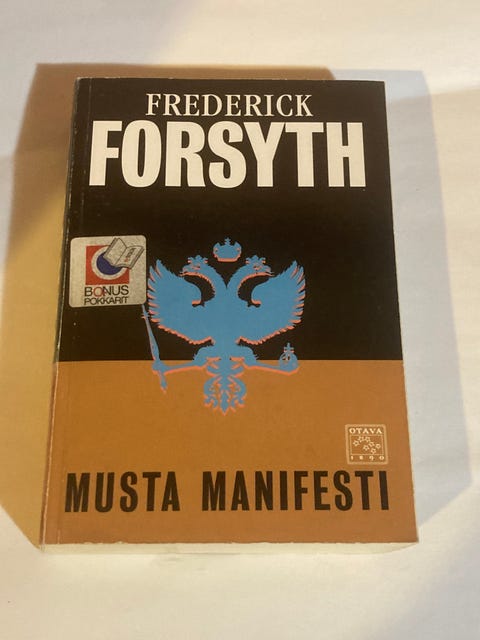 FREDERICK
FORSYTH
BONUS
POKKARIT
OTAVA
1890
MUSTA MANIFESTI